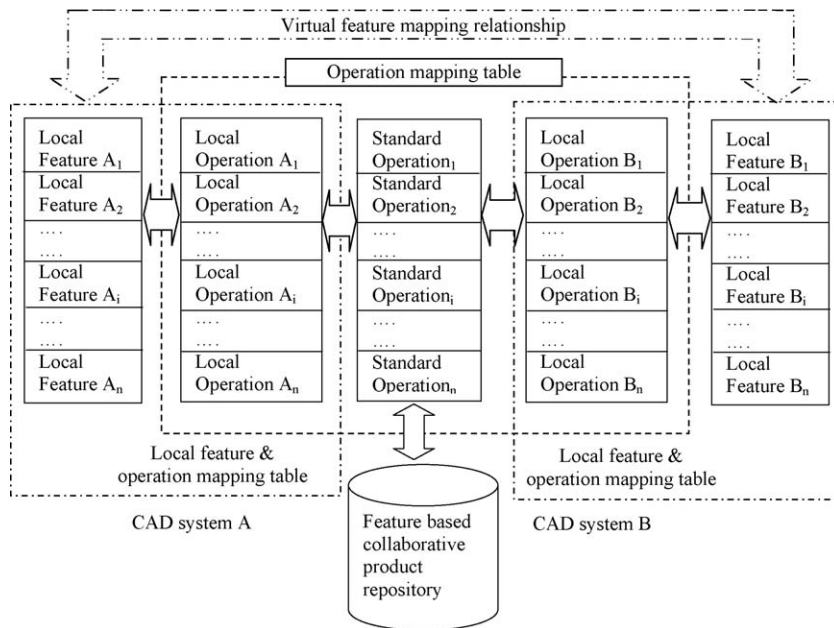 Virtual feature mapping relationship
Operation mapping table
Local
Feature A₁
Local
Feature A₂
....
....
Local
Feature Aᵢ
....
....
Local
Feature Aₙ
Local
Operation A₁
Local
Operation A₂
....
....
Local
Operation Aᵢ
....
....
Local
Operation Aₙ
Standard
Operation₁
Standard
Operation₂
....
....
Standard
Operationᵢ
....
....
Standard
Operationₙ
Local
Operation B₁
Local
Operation B₂
....
....
Local
Operation Bᵢ
....
....
Local
Operation Bₙ
Local
Feature B₁
Local
Feature B₂
....
....
Local
Feature Bᵢ
....
....
Local
Feature Bₙ
Local feature &
operation mapping table
Local feature &
operation mapping table
CAD system A
CAD system B
Feature based
collaborative
product
repository